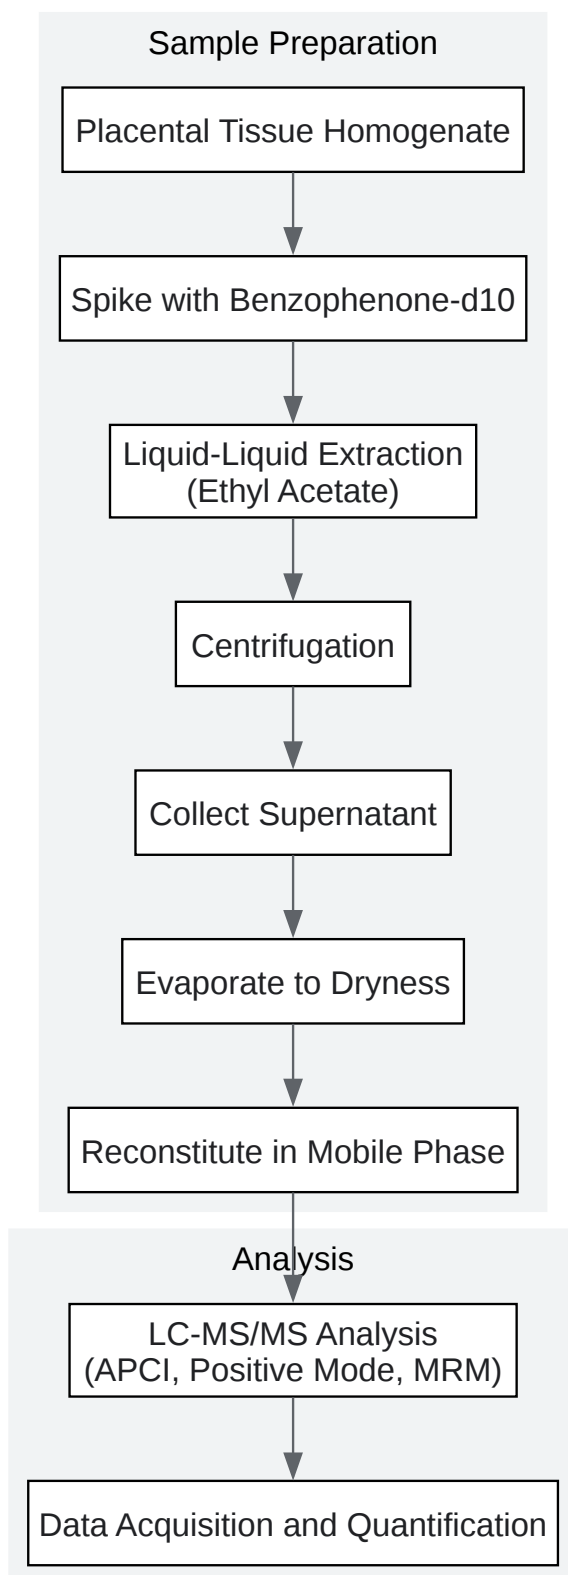 Sample Preparation
Placental Tissue Homogenate
Spike with Benzophenone-d10
Liquid-Liquid Extraction
(Ethyl Acetate)
Centrifugation
Collect Supernatant
Evaporate to Dryness
Reconstitute in Mobile Phase
Analysis
LC-MS/MS Analysis
(APCI, Positive Mode, MRM)
Data Acquisition and Quantification